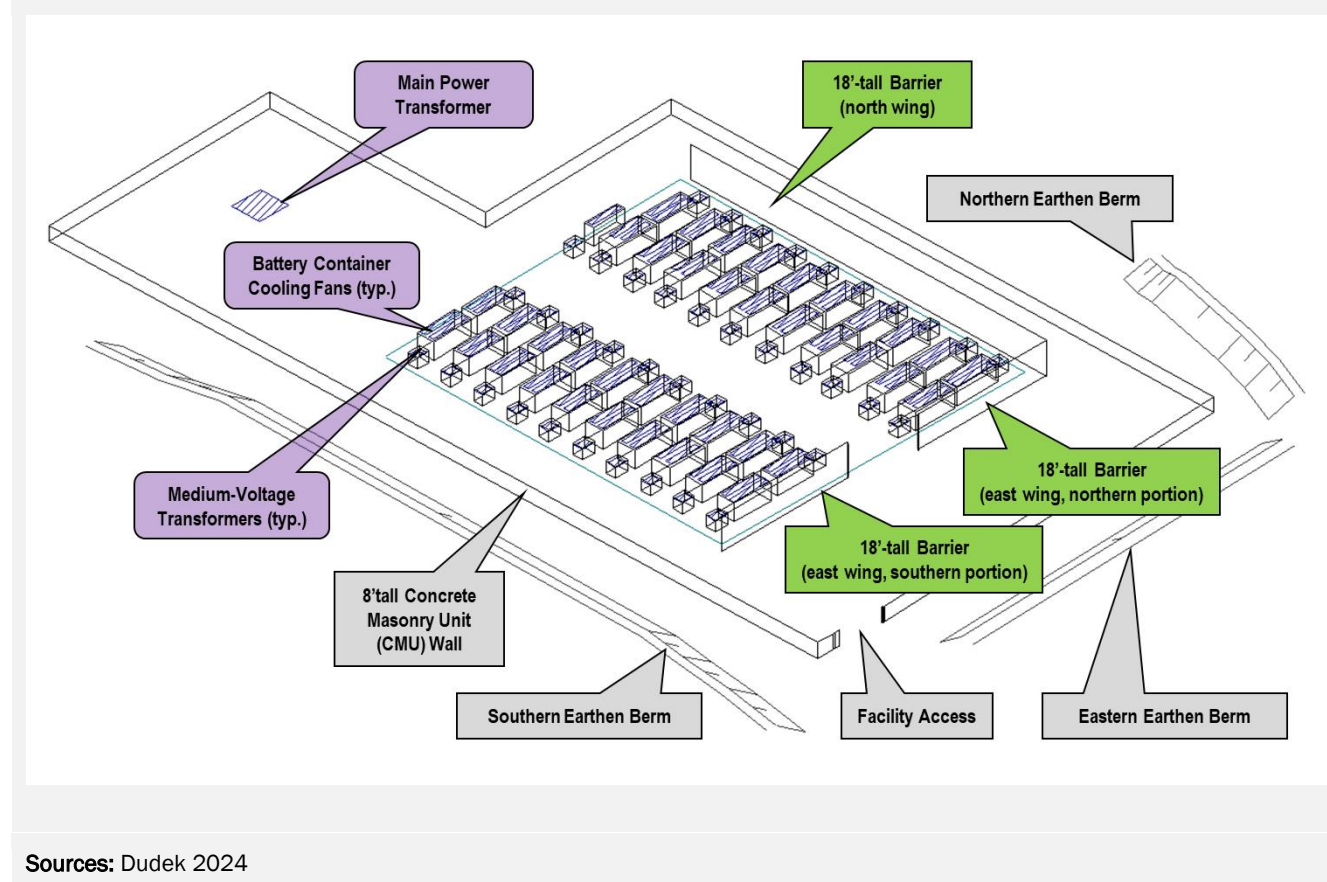 Main Power
Transformer
18'-tall Barrier
(north wing)
Northern Earthen Berm
Battery Container
Cooling Fans (typ.)
Medium-Voltage
Transformers (typ.)
18'-tall Barrier
(east wing, northern portion)
18'-tall Barrier
(east wing, southern portion)
8'tall Concrete
Masonry Unit
(CMU) Wall
Southern Earthen Berm
Facility Access
Eastern Earthen Berm
Sources: Dudek 2024